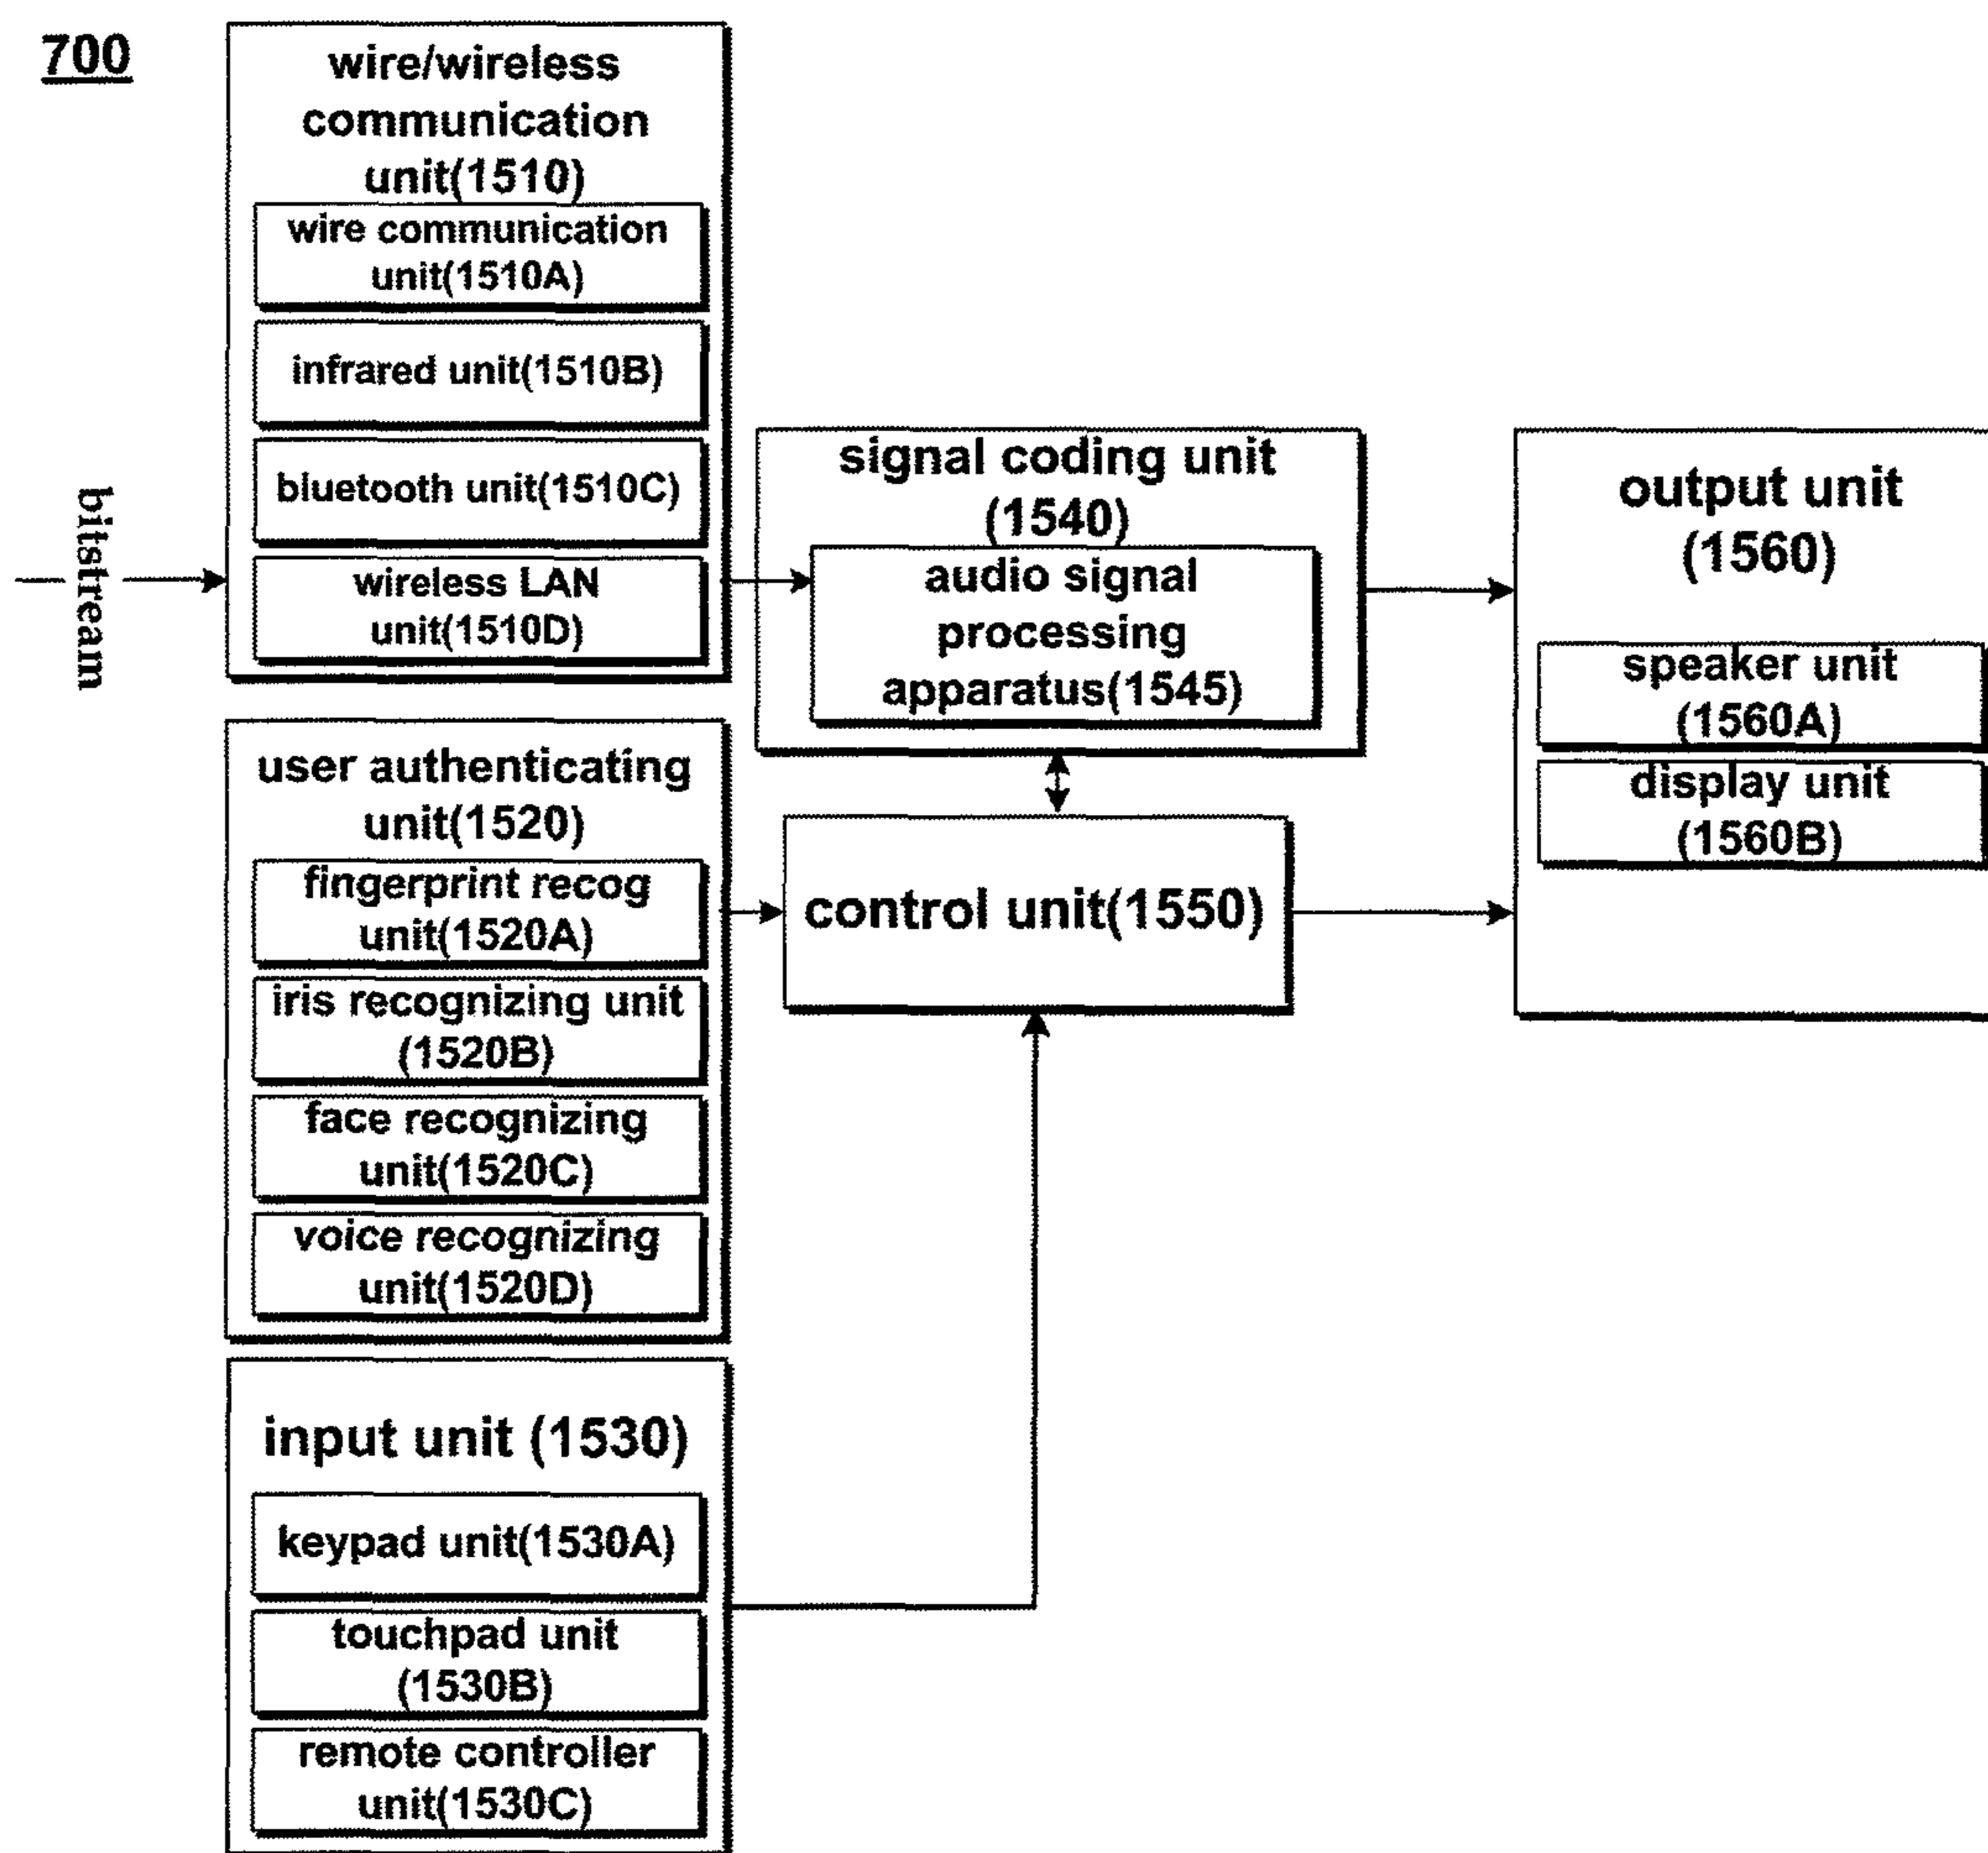 700
wire/wireless
communication
unit(1510)
wire communication
unit(1510A)
infrared unit(1510B)
bluetooth unit(1510C)
wireless LAN
unit(1510D)
bitstream
user authenticating
unit(1520)
fingerprint recog
unit(1520A)
iris recognizing unit
(1520B)
face recognizing
unit(1520C)
voice recognizing
unit(1520D)
input unit (1530)
keypad unit(1530A)
touchpad unit
(1530B)
remote controller
unit(1530C)
signal coding unit
(1540)
audio signal
processing
apparatus(1545)
control unit(1550)
output unit
(1560)
speaker unit
(1560A)
display unit
(1560B)